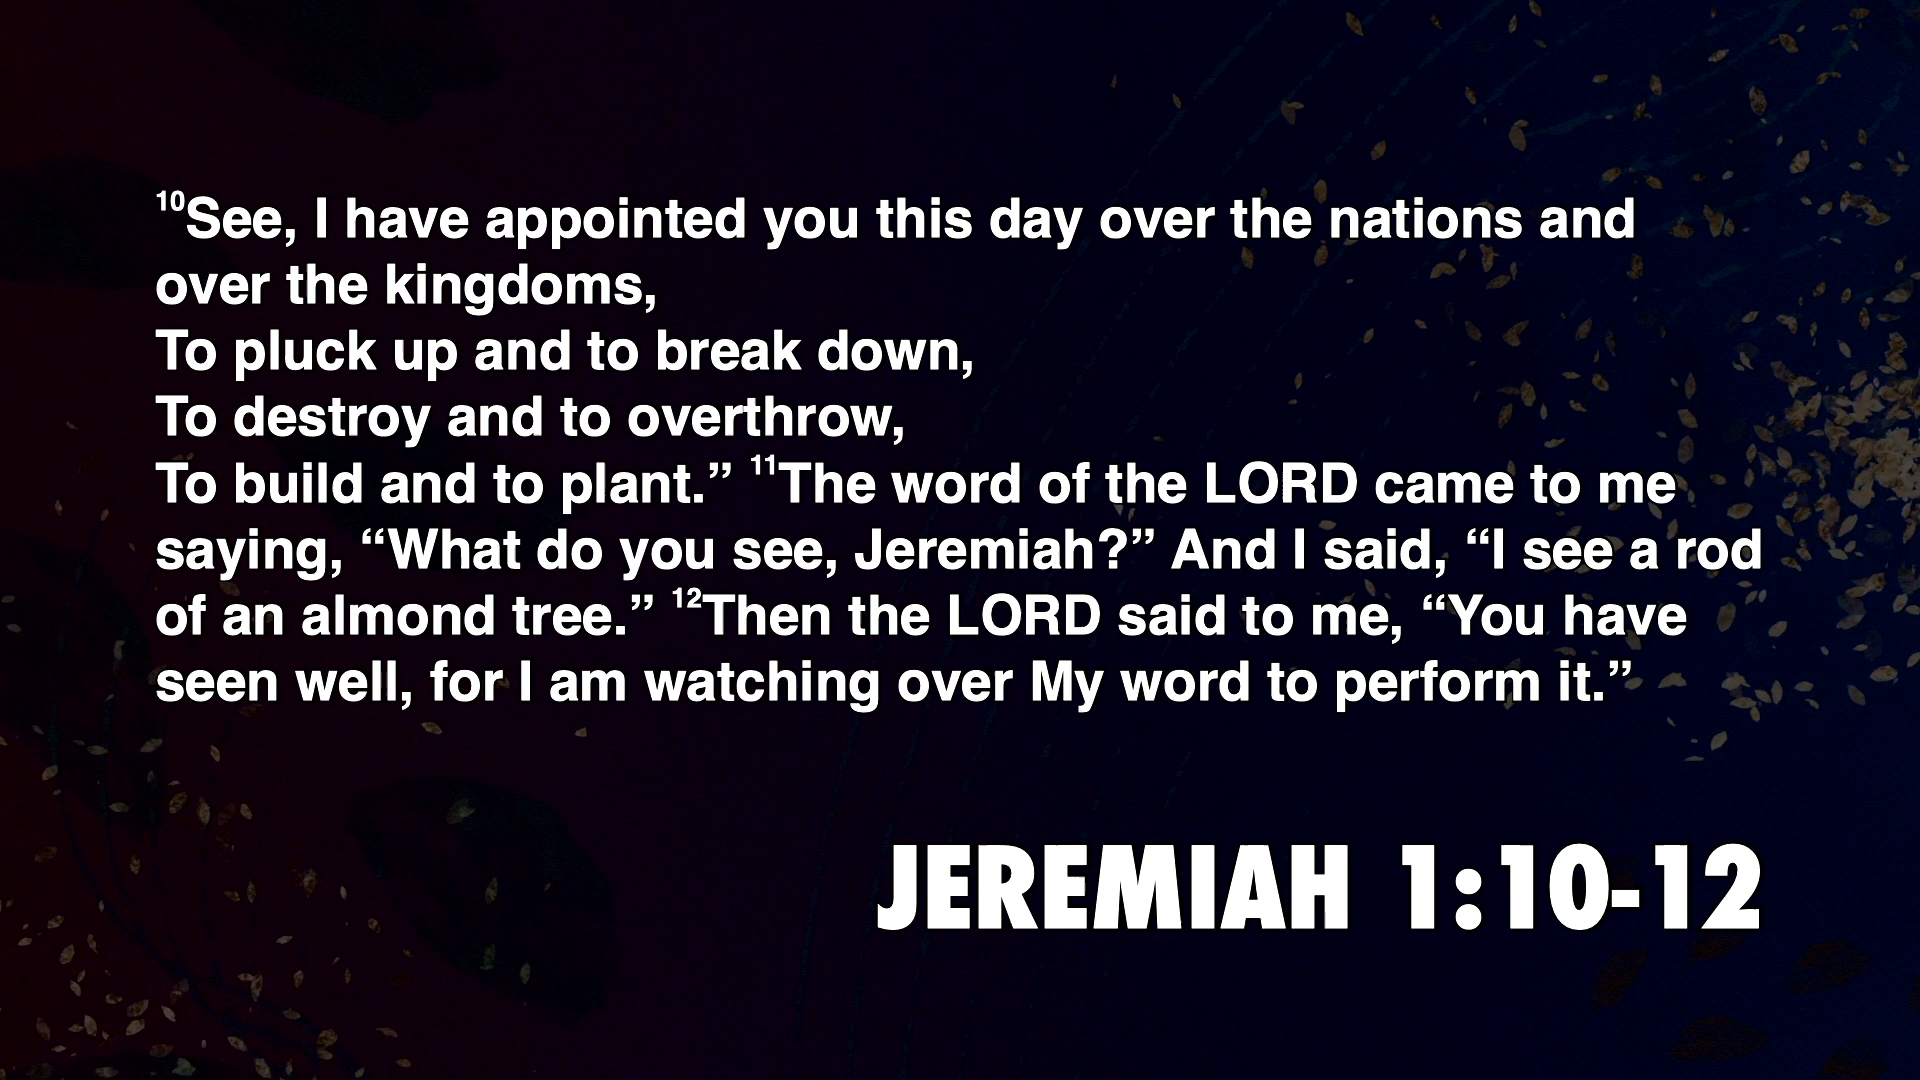 ¹⁰See, I have appointed you this day over the nations and
over the kingdoms,
To pluck up and to break down,
To destroy and to overthrow,
To build and to plant.” ¹¹The word of the LORD came to me
saying, “What do you see, Jeremiah?” And I said, “I see a rod
of an almond tree.” ¹²Then the LORD said to me, “You have
seen well, for I am watching over My word to perform it.”
JEREMIAH 1:10-12